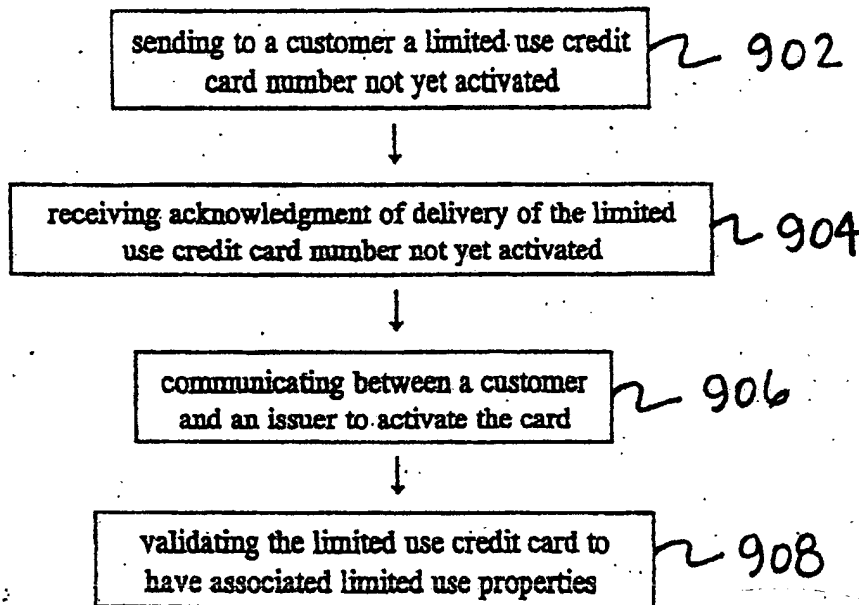 sending to a customer a limited use credit
card number not yet activated
902
receiving acknowledgment of delivery of the limited
use credit card number not yet activated
904
communicating between a customer
and an issuer to activate the card
906
validating the limited use credit card to
have associated limited use properties
908